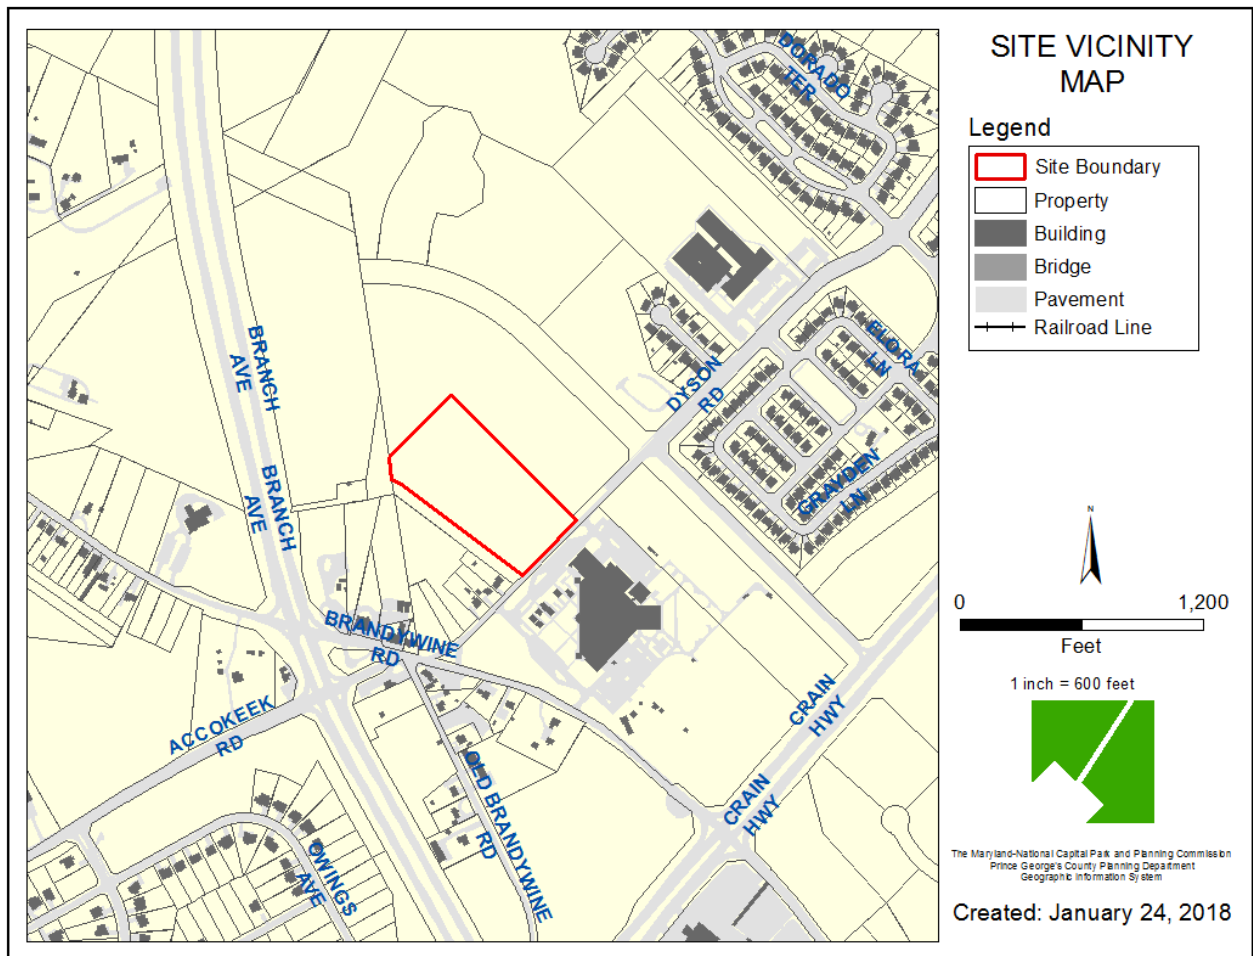 SITE VICINITY
MAP
Legend
Site Boundary
Property
Building
Bridge
Pavement
Railroad Line
DORADO
TER
ELORA
LN
DYSON
RD
GRAYDEN
LN
BRANCH
AVE
BRANCH
AVE
BRANDYWINE
RD
ACCOKEEK
RD
OLD BRANDYWINE
RD
OWINGS
AVE
CRAIN
HWY
CRAIN
HWY
N
0 1,200
Feet
1 inch = 600 feet
The Maryland-National Capital Park and Planning Commission
Prince George's County Planning Department
Geographic Information System
Created: January 24, 2018